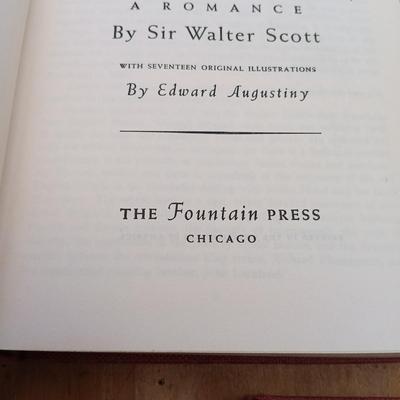 A ROMANCE
By Sir Walter Scott
WITH SEVENTEEN ORIGINAL ILLUSTRATIONS
By Edward Augustiny
THE Fountain PRESS
CHICAGO